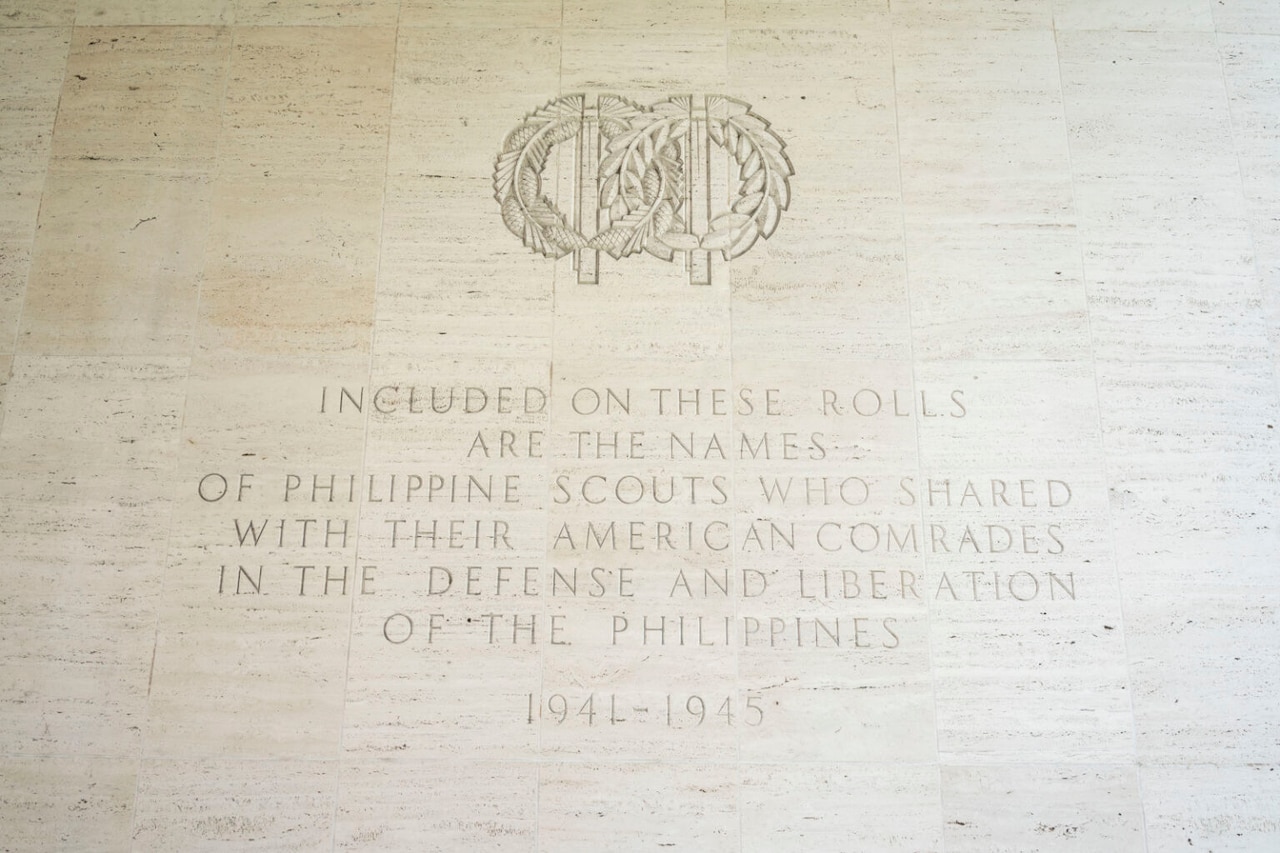 INCLUDED ON THESE ROLLS
ARE THE NAMES
OF PHILIPPINE SCOUTS WHO SHARED
WITH THEIR AMERICAN COMRADES
IN THE DEFENSE AND LIBERATION
OF THE PHILIPPINES
1941-1945